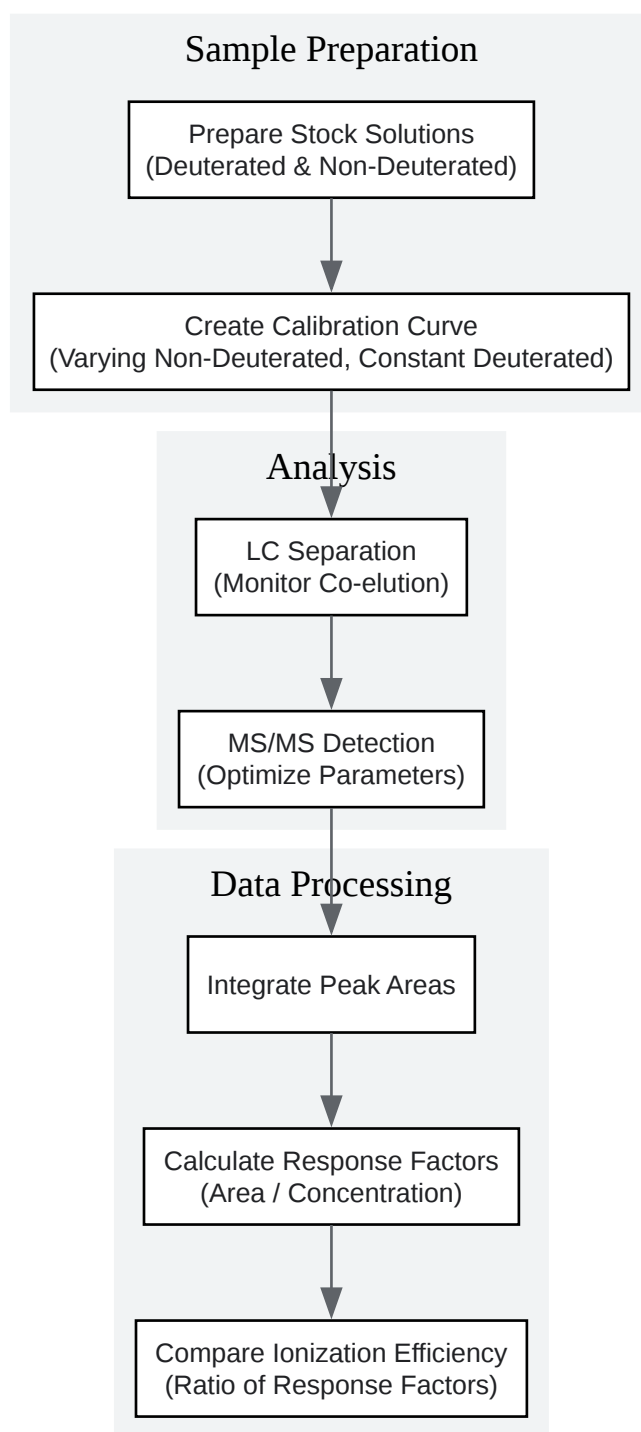 Sample Preparation
Prepare Stock Solutions
(Deuterated & Non-Deuterated)
Create Calibration Curve
(Varying Non-Deuterated, Constant Deuterated)
Analysis
LC Separation
(Monitor Co-elution)
MS/MS Detection
(Optimize Parameters)
Data Processing
Integrate Peak Areas
Calculate Response Factors
(Area / Concentration)
Compare Ionization Efficiency
(Ratio of Response Factors)